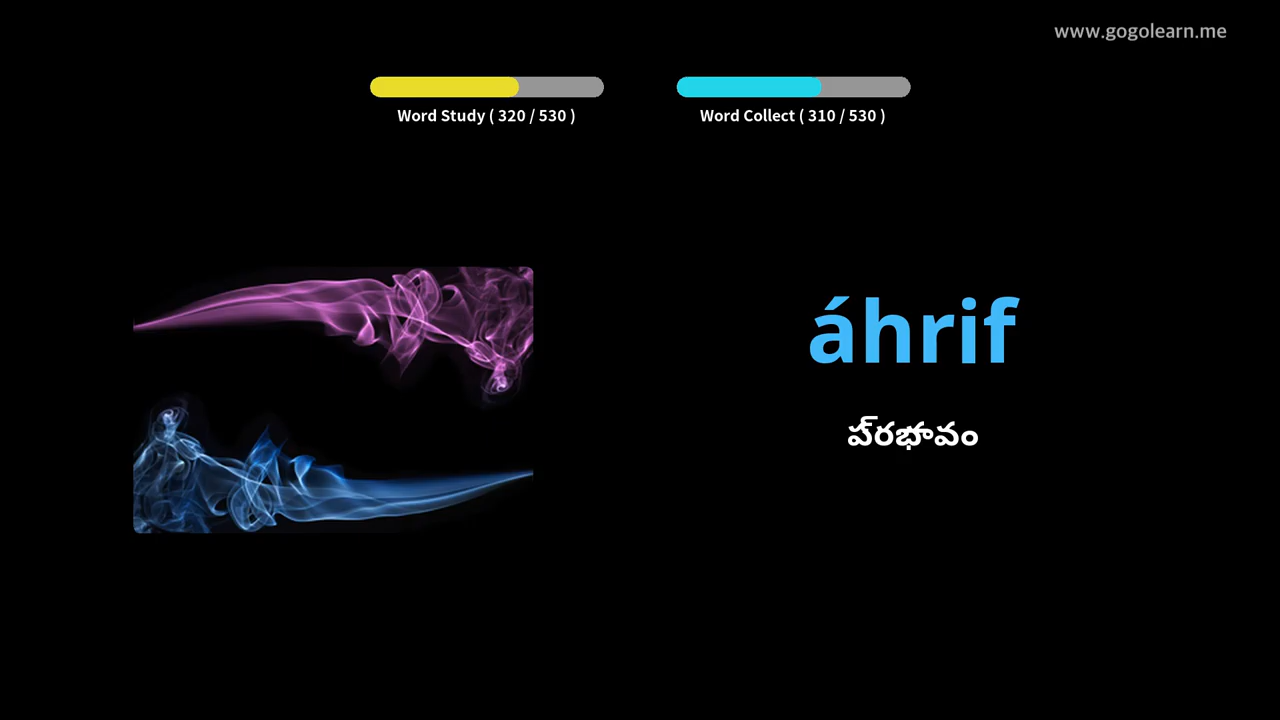 www.gogolearn.me
Word Study ( 320 / 530 )
Word Collect ( 310 / 530 )
áhrif
ప్రభావం